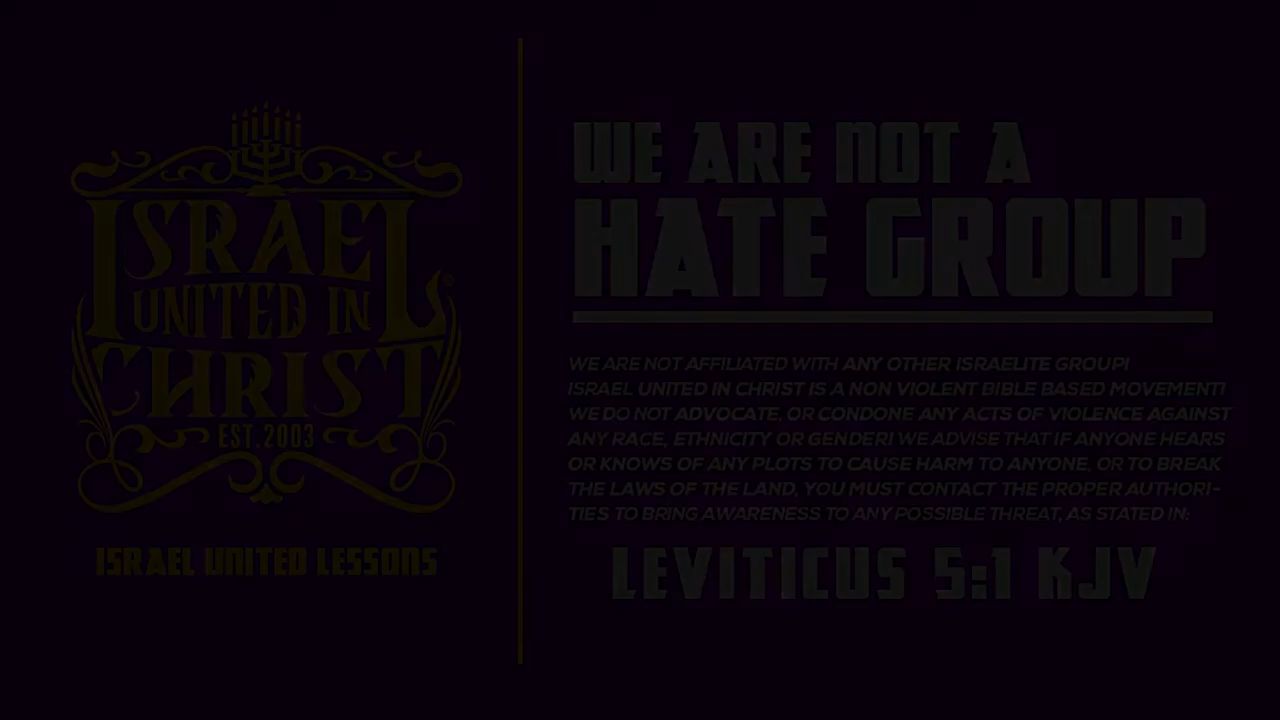 ISRAEL
UNITED IN
CHRIST
EST. 2003
ISRAEL UNITED LESSONS
WE ARE NOT A
HATE GROUP
WE ARE NOT AFFILIATED WITH ANY OTHER ISRAELITE GROUP!
ISRAEL UNITED IN CHRIST IS A NON VIOLENT BIBLE BASED MOVEMENT!
WE DO NOT ADVOCATE, OR CONDONE ANY ACTS OF VIOLENCE AGAINST
ANY RACE, ETHNICITY OR GENDER! WE ADVISE THAT IF ANYONE HEARS
OR KNOWS OF ANY PLOTS TO CAUSE HARM TO ANYONE, OR TO BREAK
THE LAWS OF THE LAND, YOU MUST CONTACT THE PROPER AUTHORI-
TIES TO BRING AWARENESS TO ANY POSSIBLE THREAT, AS STATED IN:
LEVITICUS 5:1 KJV